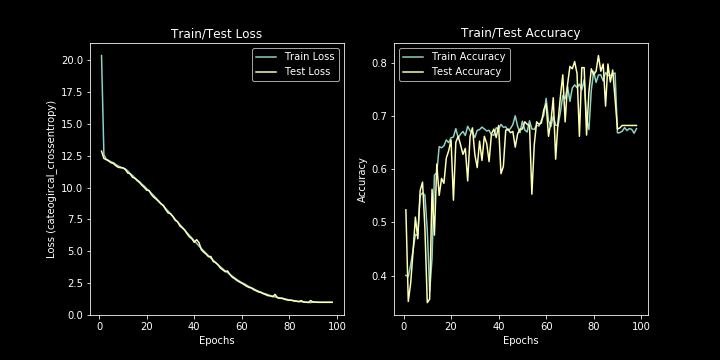 Train/Test Loss
Train Loss
Test Loss
20.0
17.5
15.0
12.5
10.0
7.5
5.0
2.5
0.0
Loss (cateogircal_crossentropy)
0 20 40 60 80 100
Epochs
Train/Test Accuracy
Train Accuracy
Test Accuracy
0.8
0.7
0.6
0.5
0.4
Accuracy
0 20 40 60 80 100
Epochs